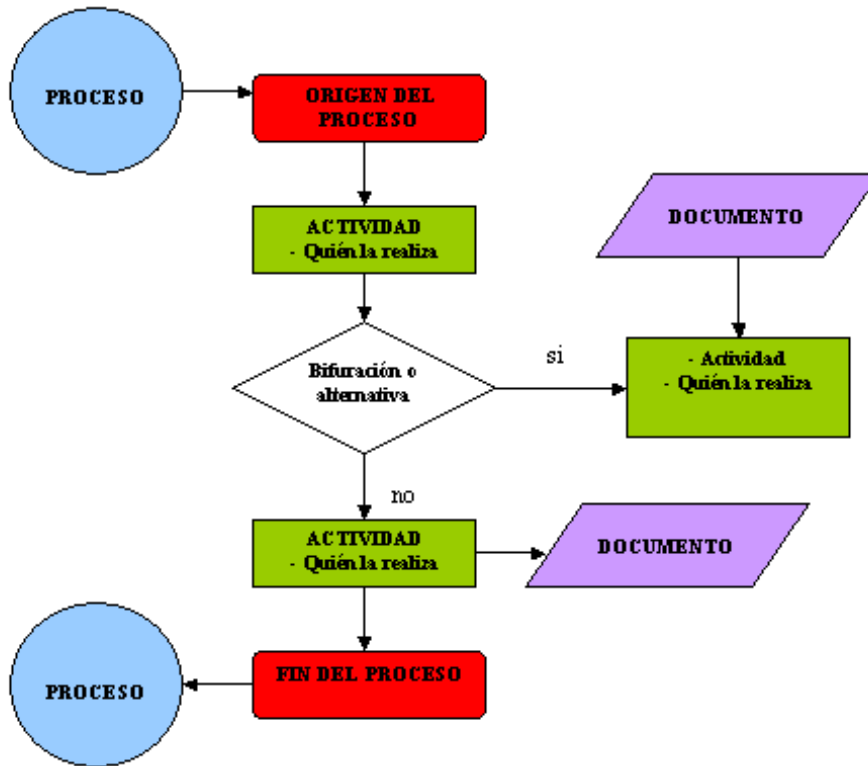 PROCESO
ORIGEN DEL
PROCESO
ACTIVIDAD
- Quién la realiza
DOCUMENTO
Bifuración o
alternativa
si
- Actividad
- Quién la realiza
no
ACTIVIDAD
- Quién la realiza
DOCUMENTO
FIN DEL PROCESO
PROCESO